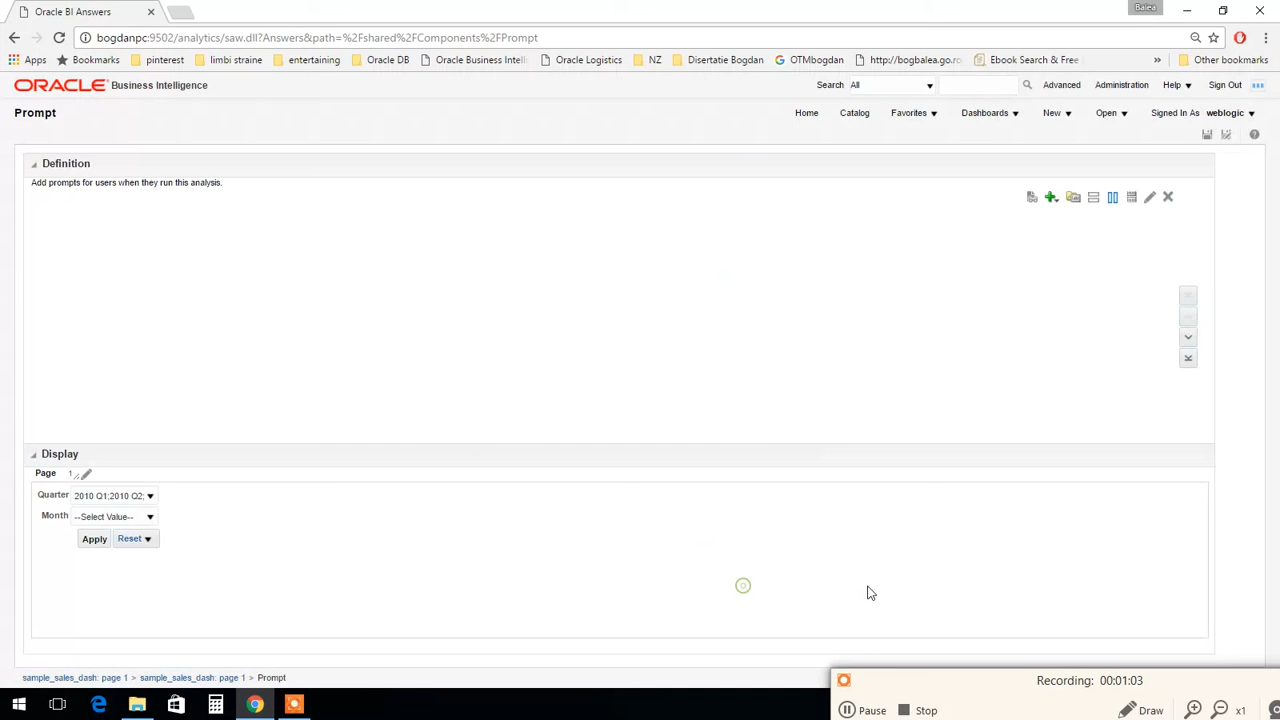 Oracle BI Answers
Balea
bogdanpc:9502/analytics/saw.dll?Answers&path=%2Fshared%2FComponents%2FPrompt
Apps Bookmarks pinterest limbi straine entertaining Oracle DB Oracle Business Intelli NZ Oracle Logistics Disertatie Bogdan OTMbogdan http://bogbalea.go.ro Ebook Search & Free Other bookmarks
ORACLE Business Intelligence Search All Advanced Administration Help Sign Out
Prompt Home Catalog Favorites Dashboards New Open Signed In As weblogic
Definition
Add prompts for users when they run this analysis.
Display
Page 1
Quarter 2010 Q1;2010 Q2;
Month --Select Value--
Apply Reset
sample_sales_dash: page 1 > sample_sales_dash: page 1 > Prompt
Recording: 00:01:03
Pause Stop Draw x1